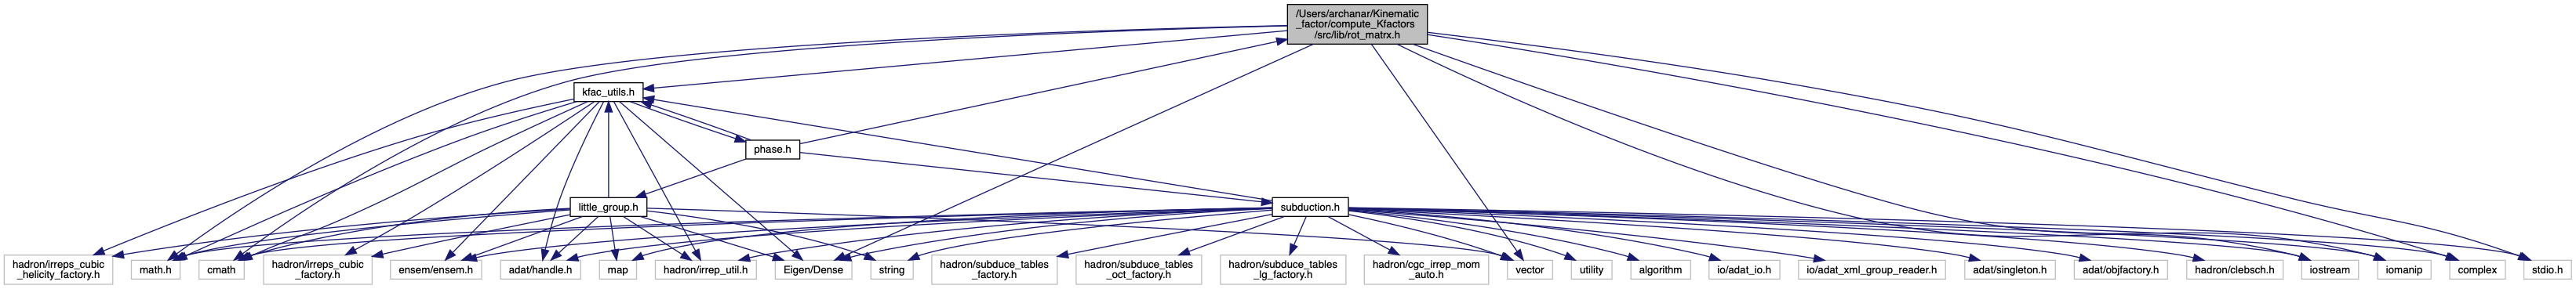 /Users/archanar/Kinematic
_factor/compute_Kfactors
/src/lib/rot_matrx.h
kfac_utils.h
phase.h
little_group.h
subduction.h
hadron/irreps_cubic
_helicity_factory.h
math.h
cmath
hadron/irreps_cubic
_factory.h
ensem/ensem.h
adat/handle.h
map
hadron/irrep_util.h
Eigen/Dense
string
hadron/subduce_tables
_factory.h
hadron/subduce_tables
_oct_factory.h
hadron/subduce_tables
_lg_factory.h
hadron/cgc_irrep_mom
_auto.h
vector
utility
algorithm
io/adat_io.h
io/adat_xml_group_reader.h
adat/singleton.h
adat/objfactory.h
hadron/clebsch.h
iostream
iomanip
complex
stdio.h